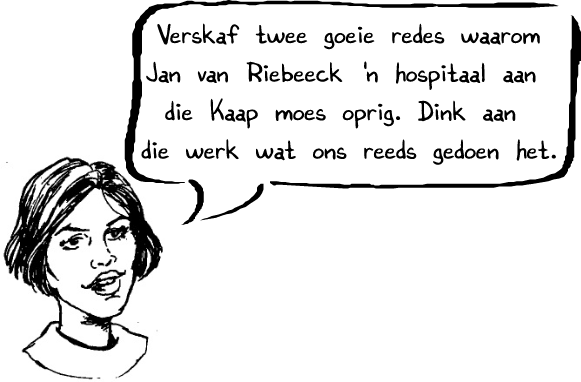 Verskaf twee goeie redes waarom
Jan van Riebeeck 'n hospitaal aan
die Kaap moes oprig. Dink aan
die werk wat ons reeds gedoen het.